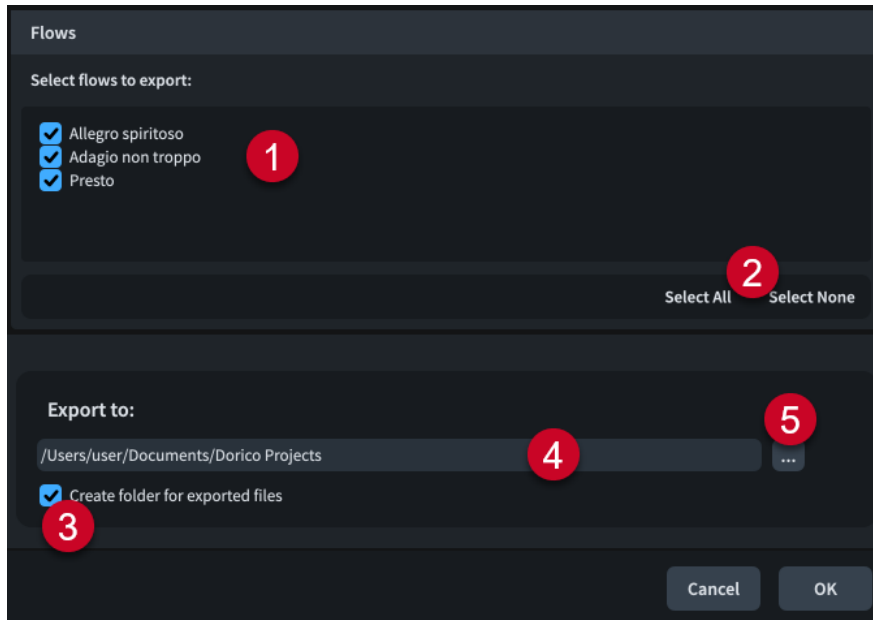 Flows
Select flows to export:
Allegro spiritoso
1
Adagio non troppo
Presto
2
Select All Select None
Export to:
5
/Users/user/Documents/Dorico Projects
4
...
Create folder for exported files
3
Cancel OK